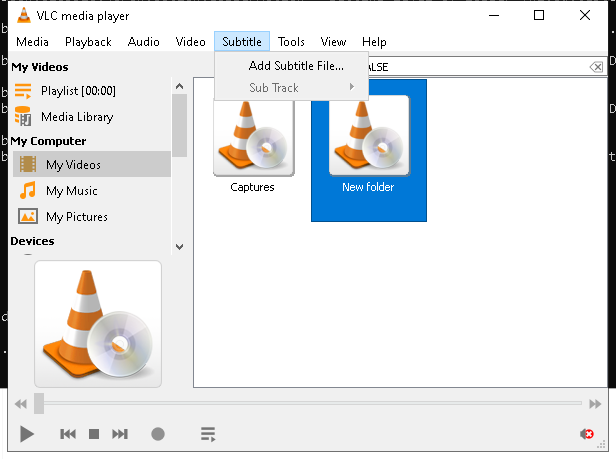 VLC media player
Media Playback Audio Video Subtitle Tools View Help
Add Subtitle File...
Sub Track
ALSE
My Videos
Playlist [00:00]
Media Library
My Computer
My Videos
My Music
My Pictures
Devices
Captures
New folder